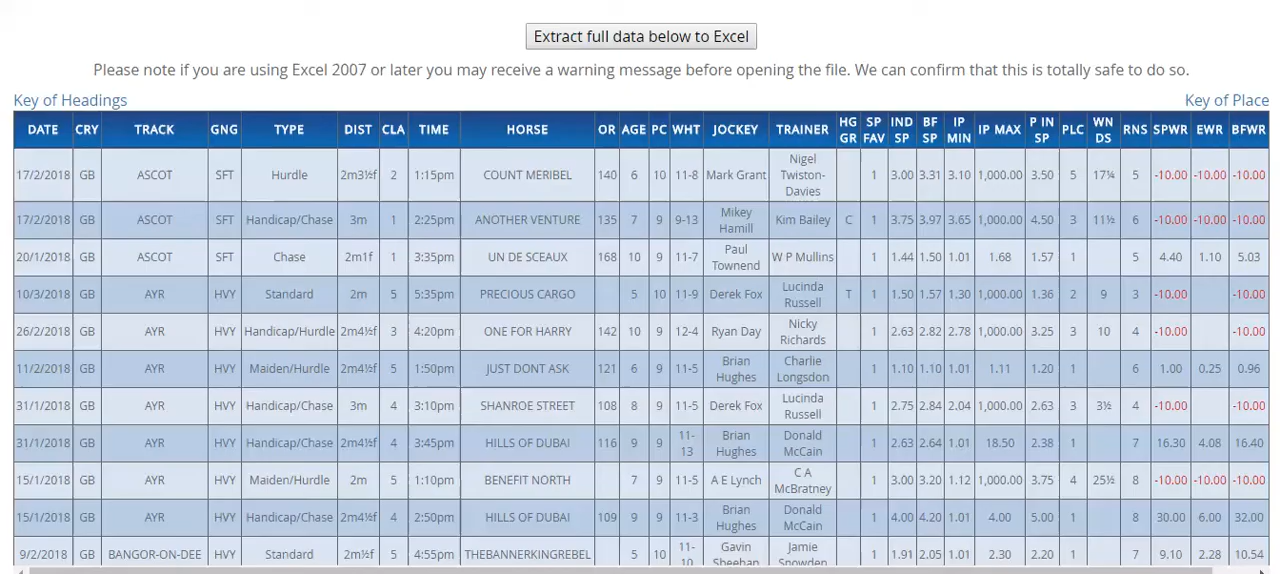 Extract full data below to Excel
Please note if you are using Excel 2007 or later you may receive a warning message before opening the file. We can confirm that this is totally safe to do so.
Key of Headings Key of Place
DATE CRY TRACK GNG TYPE DIST CLA TIME HORSE OR AGE PC WHT JOCKEY TRAINER HG GR SP FAV IND SP BF SP IP MIN IP MAX P IN SP PLC WN DS RNS SPWR EWR BFWR
17/2/2018 GB ASCOT SFT Hurdle 2m3½f 2 1:15pm COUNT MERIBEL 140 6 10 11-8 Mark Grant Nigel Twiston-Davies 1 3.00 3.31 3.10 1,000.00 3.50 5 17¼ 5 -10.00 -10.00 -10.00
17/2/2018 GB ASCOT SFT Handicap/Chase 3m 1 2:25pm ANOTHER VENTURE 135 7 9 9-13 Mikey Hamill Kim Bailey C 1 3.75 3.97 3.65 1,000.00 4.50 3 11½ 6 -10.00 -10.00 -10.00
20/1/2018 GB ASCOT SFT Chase 2m1f 1 3:35pm UN DE SCEAUX 168 10 9 11-7 Paul Townend W P Mullins 1 1.44 1.50 1.01 1.68 1.57 1 5 4.40 1.10 5.03
10/3/2018 GB AYR HVY Standard 2m 5 5:35pm PRECIOUS CARGO 5 10 11-9 Derek Fox Lucinda Russell T 1 1.50 1.57 1.30 1,000.00 1.36 2 9 3 -10.00 -10.00
26/2/2018 GB AYR HVY Handicap/Hurdle 2m4½f 3 4:20pm ONE FOR HARRY 142 10 9 12-4 Ryan Day Nicky Richards 1 2.63 2.82 2.78 1,000.00 3.25 3 10 4 -10.00 -10.00
11/2/2018 GB AYR HVY Maiden/Hurdle 2m4½f 5 1:50pm JUST DONT ASK 121 6 9 11-5 Brian Hughes Charlie Longsdon 1 1.10 1.10 1.01 1.11 1.20 1 6 1.00 0.25 0.96
31/1/2018 GB AYR HVY Handicap/Chase 3m 4 3:10pm SHANROE STREET 108 8 9 11-5 Derek Fox Lucinda Russell 1 2.75 2.84 2.04 1,000.00 2.63 3 3½ 4 -10.00 -10.00
31/1/2018 GB AYR HVY Handicap/Chase 2m4½f 4 3:45pm HILLS OF DUBAI 116 9 9 11-13 Brian Hughes Donald McCain 1 2.63 2.64 1.01 18.50 2.38 1 7 16.30 4.08 16.40
15/1/2018 GB AYR HVY Maiden/Hurdle 2m 5 1:10pm BENEFIT NORTH 7 9 11-5 A E Lynch C A McBratney 1 3.00 3.20 1.12 1,000.00 3.75 4 25½ 8 -10.00 -10.00 -10.00
15/1/2018 GB AYR HVY Handicap/Chase 2m4½f 4 2:50pm HILLS OF DUBAI 109 9 9 11-3 Brian Hughes Donald McCain 1 4.00 4.20 1.01 4.00 5.00 1 8 30.00 6.00 32.00
9/2/2018 GB BANGOR-ON-DEE HVY Standard 2m½f 5 4:55pm THEBANNERKINGREBEL 5 10 11-10 Gavin Sheehan Jamie Snowden 1 1.91 2.05 1.01 2.30 2.20 1 7 9.10 2.28 10.54